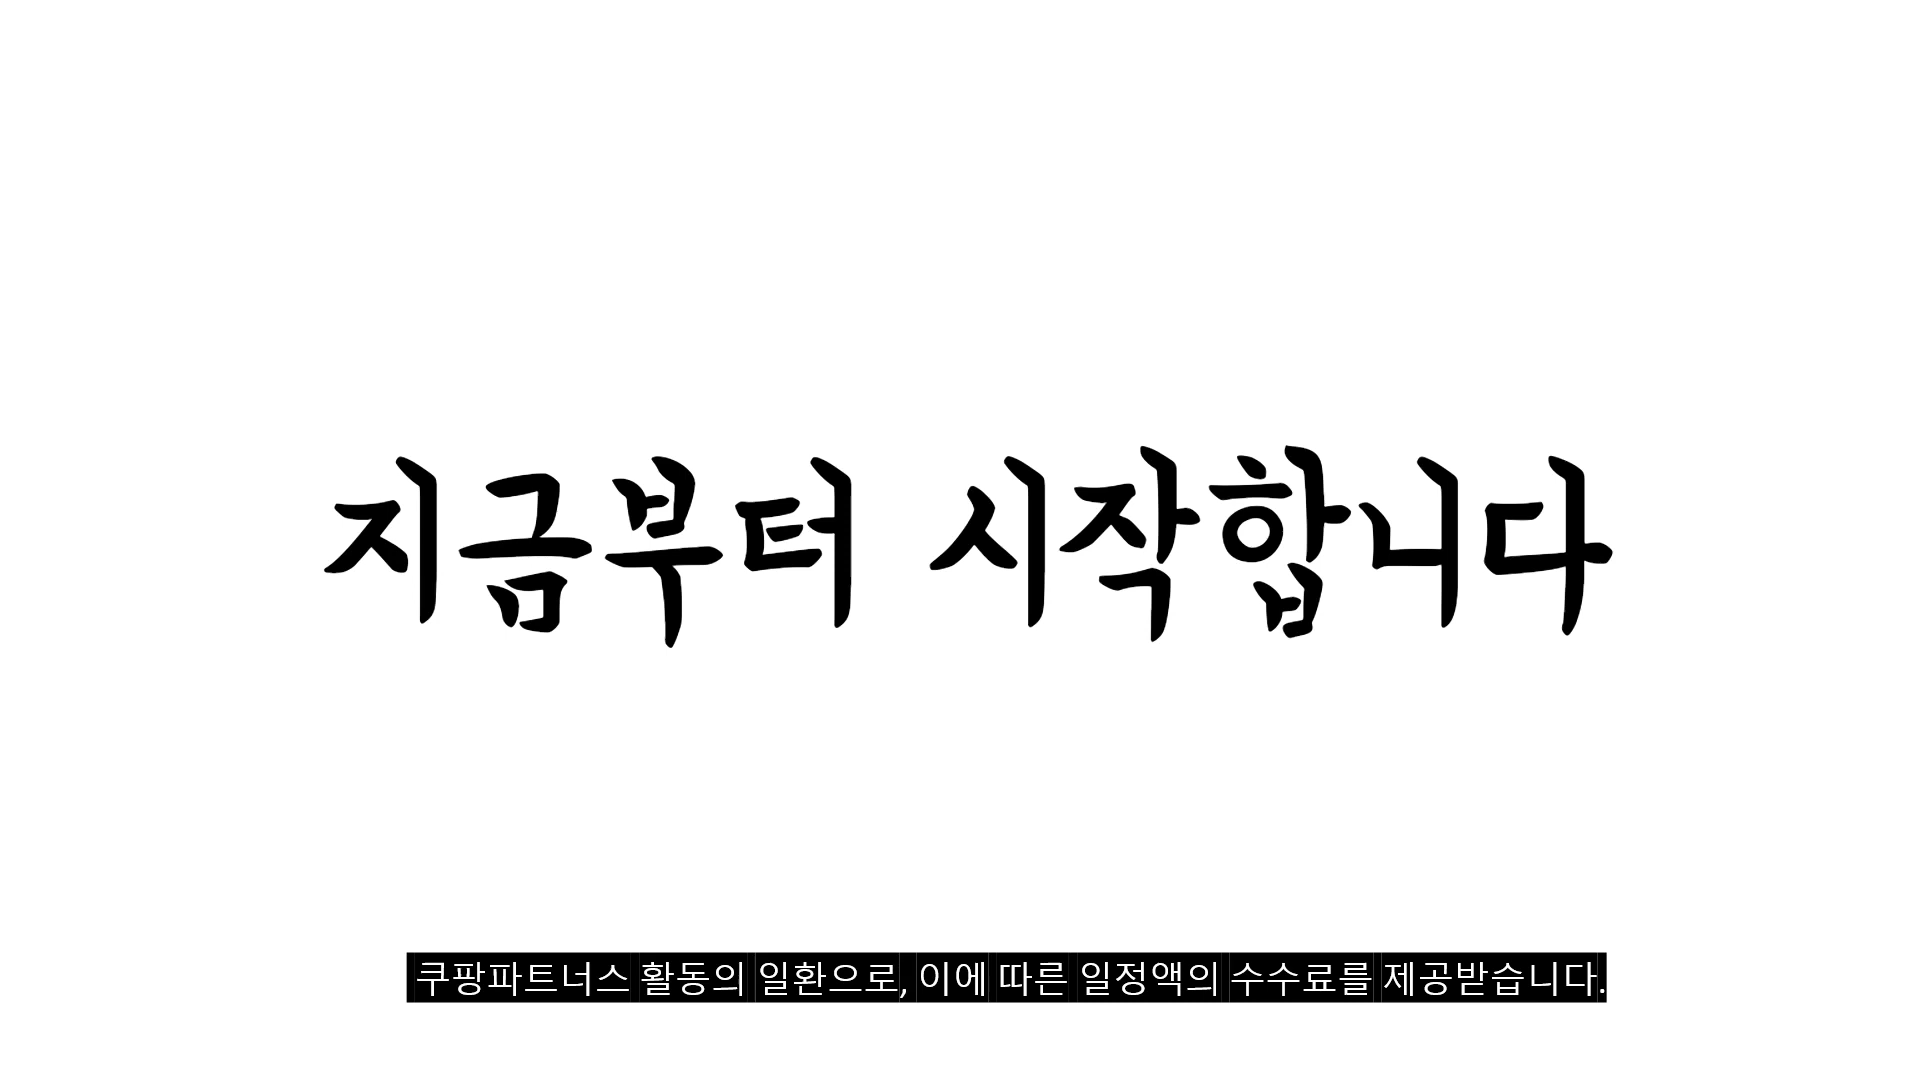 지금부터 시작합니다
쿠팡파트너스 활동의 일환으로, 이에 따른 일정액의 수수료를 제공받습니다.